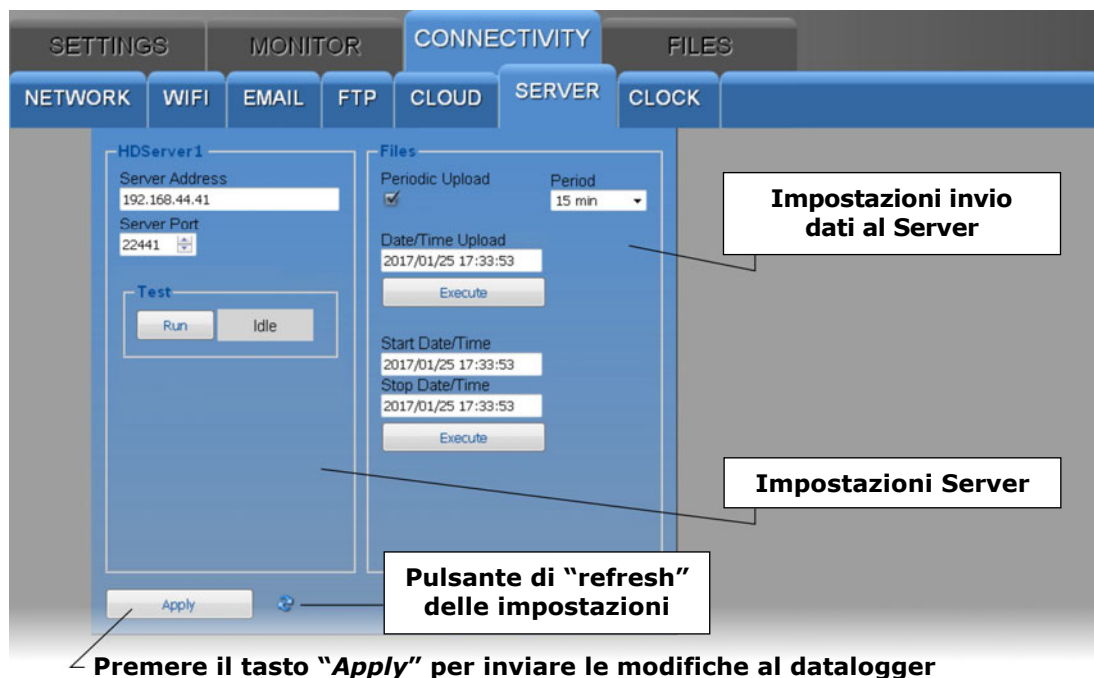 SETTINGS
MONITOR
CONNECTIVITY
FILES
NETWORK
WIFI
EMAIL
FTP
CLOUD
SERVER
CLOCK
HDServer1
Server Address
192.168.44.41
Server Port
22441
Test
Run
Idle
Files
Periodic Upload
Period
15 min
Date/Time Upload
2017/01/25 17:33:53
Execute
Start Date/Time
2017/01/25 17:33:53
Stop Date/Time
2017/01/25 17:33:53
Execute
Impostazioni invio
dati al Server
Impostazioni Server
Pulsante di “refresh”
delle impostazioni
Apply
Premere il tasto “Apply” per inviare le modifiche al datalogger